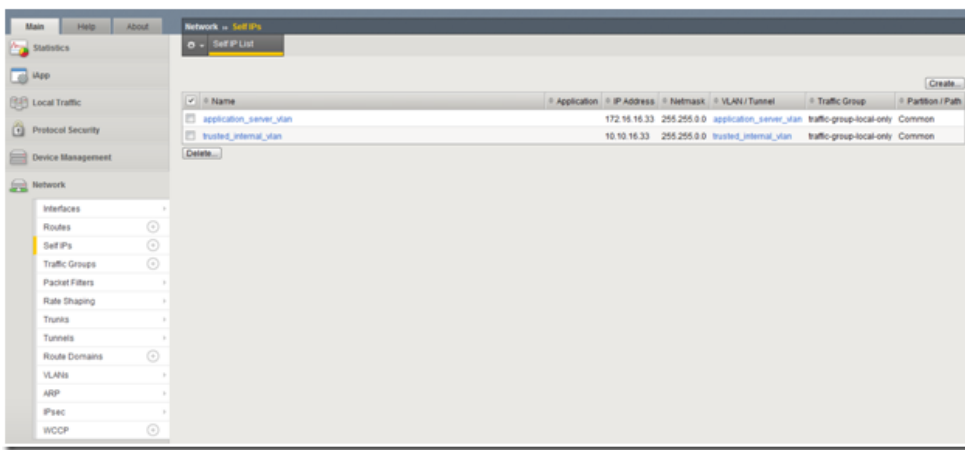 Main Help About
Network » Self IPs
Self IP List
Statistics
iApp
Local Traffic
Protocol Security
Device Management
Network
Interfaces
Routes
Self IPs
Traffic Groups
Packet Filters
Rate Shaping
Trunks
Tunnels
Route Domains
VLANs
ARP
IPsec
WCCP
Create...
Name Application IP Address Netmask VLAN / Tunnel Traffic Group Partition / Path
application_server_vlan 172.16.16.33 255.255.0.0 application_server_vlan traffic-group-local-only Common
trusted_internal_vlan 10.10.16.33 255.255.0.0 trusted_internal_vlan traffic-group-local-only Common
Delete...